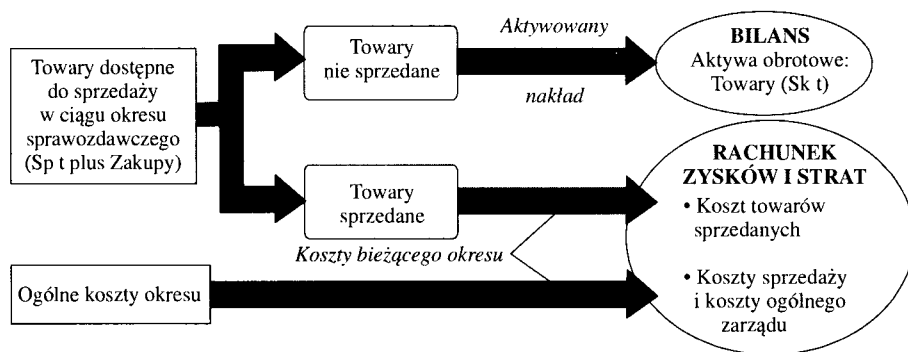 Towary dostępne
do sprzedaży
w ciągu okresu
sprawozdawczego
(Sp t plus Zakupy)
Towary
nie sprzedane
Aktywowany
nakład
BILANS
Aktywa obrotowe:
Towary (Sk t)
Towary
sprzedane
Koszty bieżącego okresu
RACHUNEK
ZYSKÓW I STRAT
• Koszt towarów
sprzedanych
• Koszty sprzedaży
i koszty ogólnego
zarządu
Ogólne koszty okresu